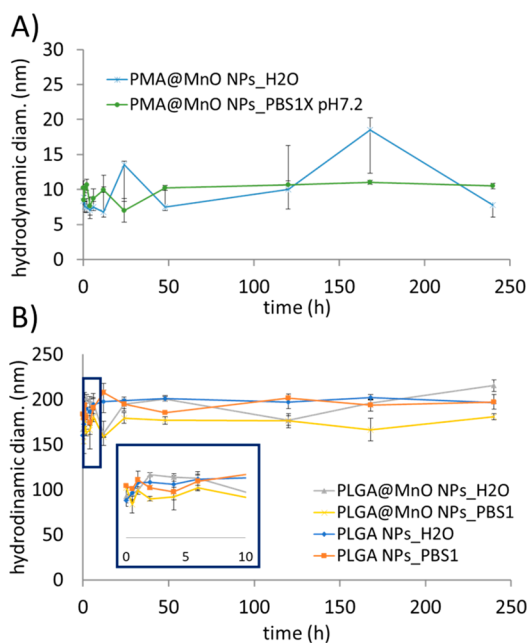 A)
hydrodynamic diam. (nm)
30
25
20
15
10
5
0
PMA@MnO NPs_H2O
PMA@MnO NPs_PBS1X pH7.2
0
50
100
150
200
250
time (h)
B)
hydrodinamic diam. (nm)
250
200
150
100
50
0
0
5
10
PLGA@MnO NPs_H2O
PLGA@MnO NPs_PBS1
PLGA NPs_H2O
PLGA NPs_PBS1
0
50
100
150
200
250
time (h)